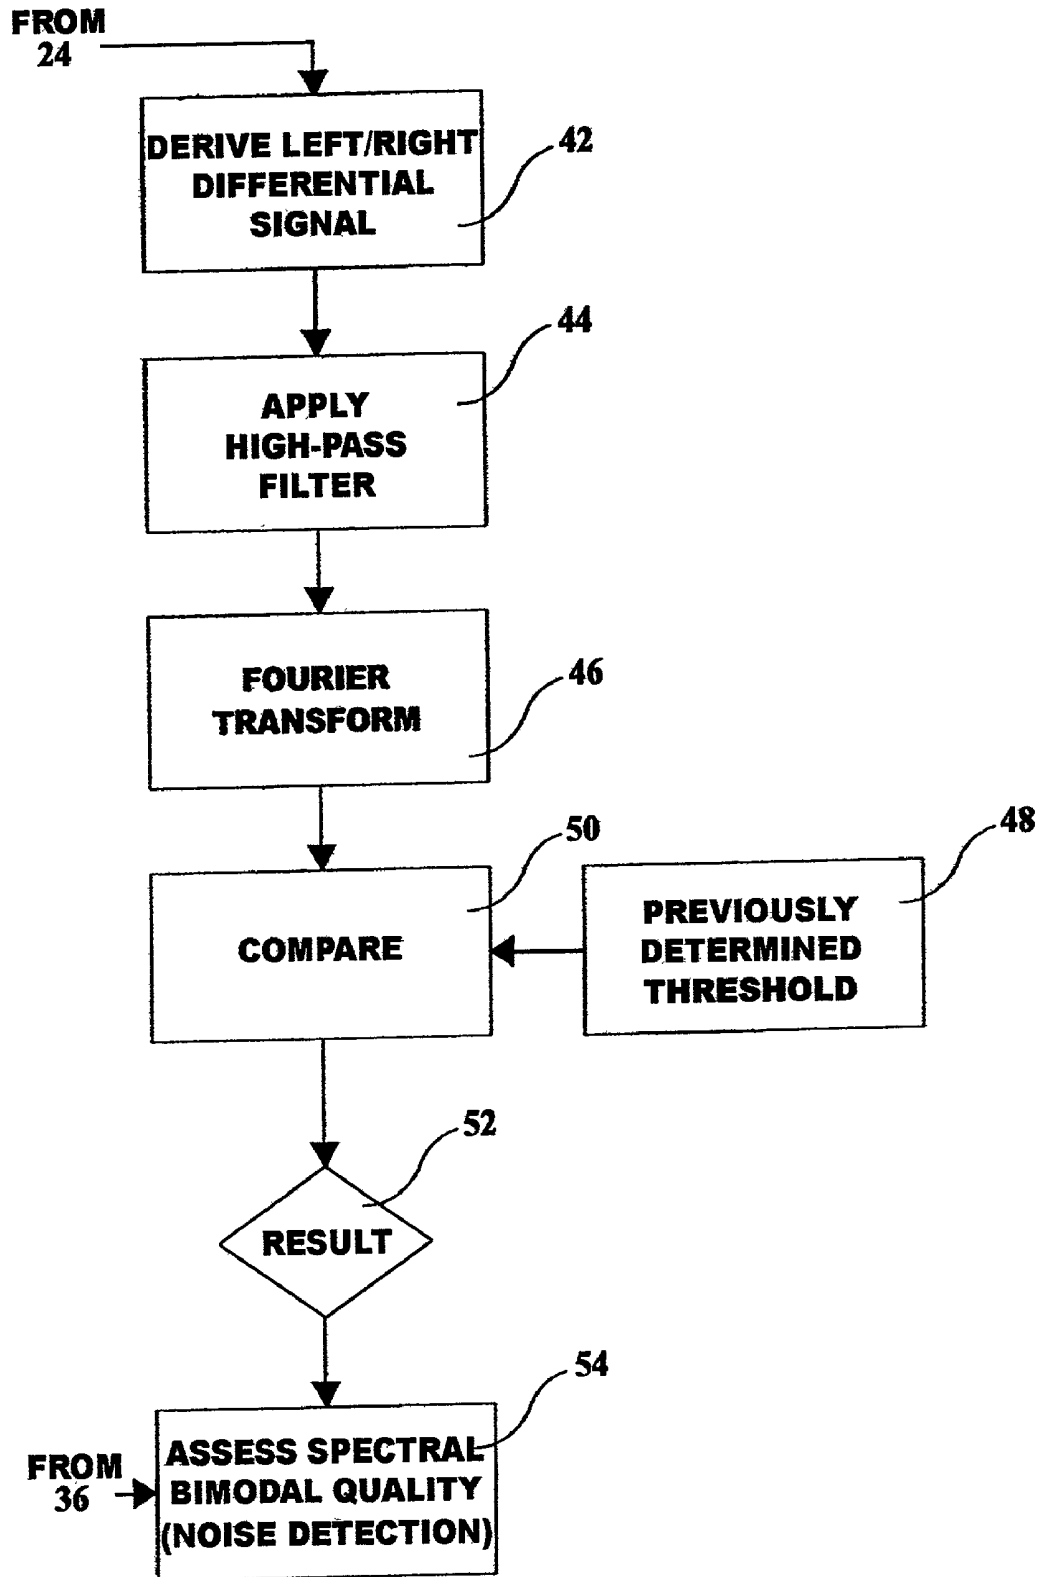 FROM
24
DERIVE LEFT/RIGHT
DIFFERENTIAL
SIGNAL
42
APPLY
HIGH-PASS
FILTER
44
FOURIER
TRANSFORM
46
COMPARE
50
PREVIOUSLY
DETERMINED
THRESHOLD
48
RESULT
52
FROM
36
ASSESS SPECTRAL
BIMODAL QUALITY
(NOISE DETECTION)
54